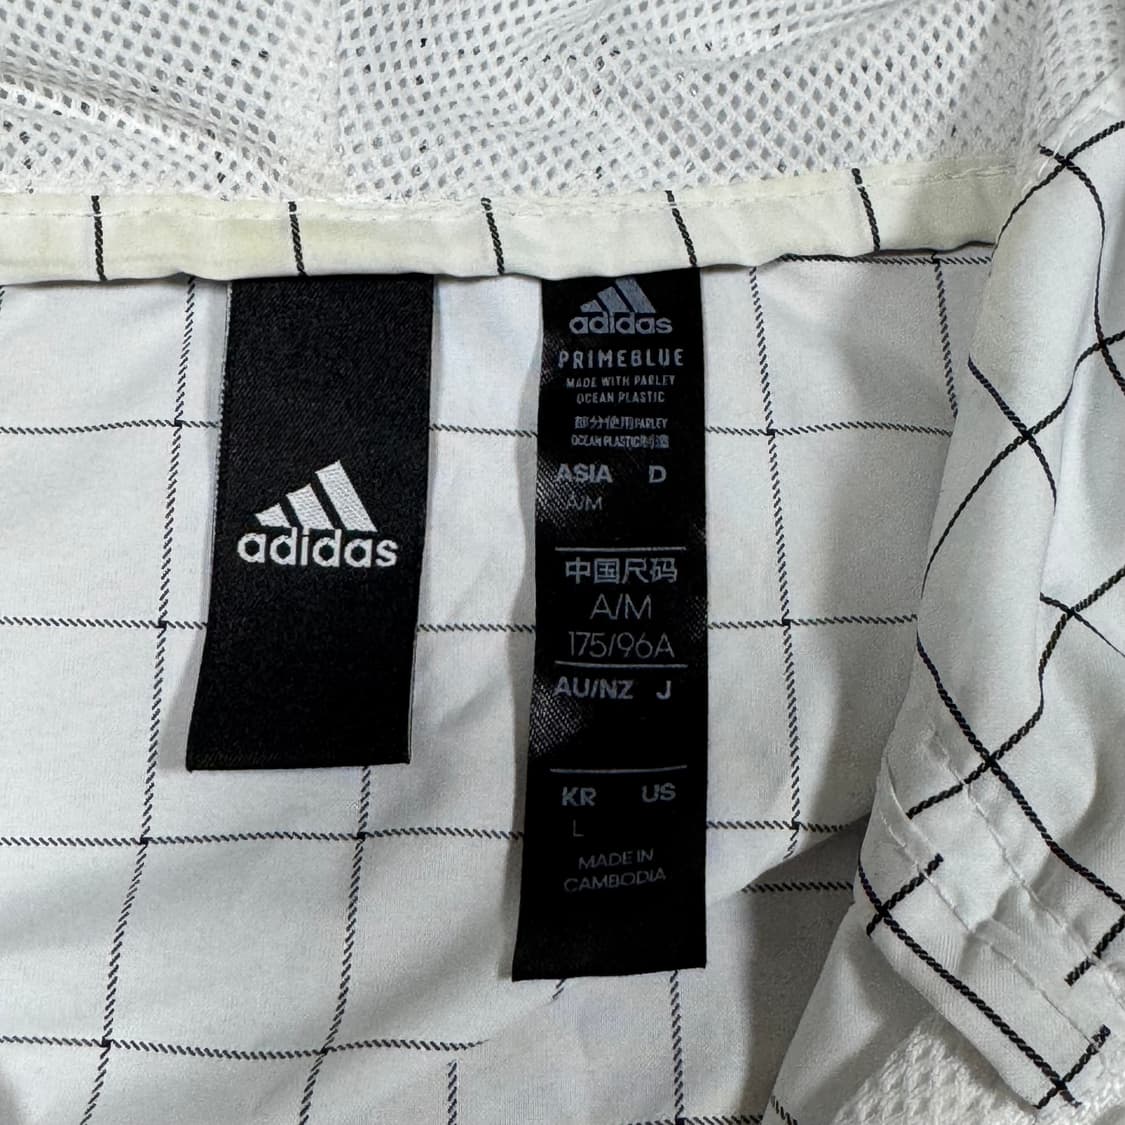 adidas
adidas
PRIMEBLUE
MADE WITH PARLEY
OCEAN PLASTIC
部分使用PARLEY
OCEAN PLASTIC制造
ASIA D
A/M
中国尺码
A/M
175/96A
AU/NZ J
KR US
L
MADE IN
CAMBODIA